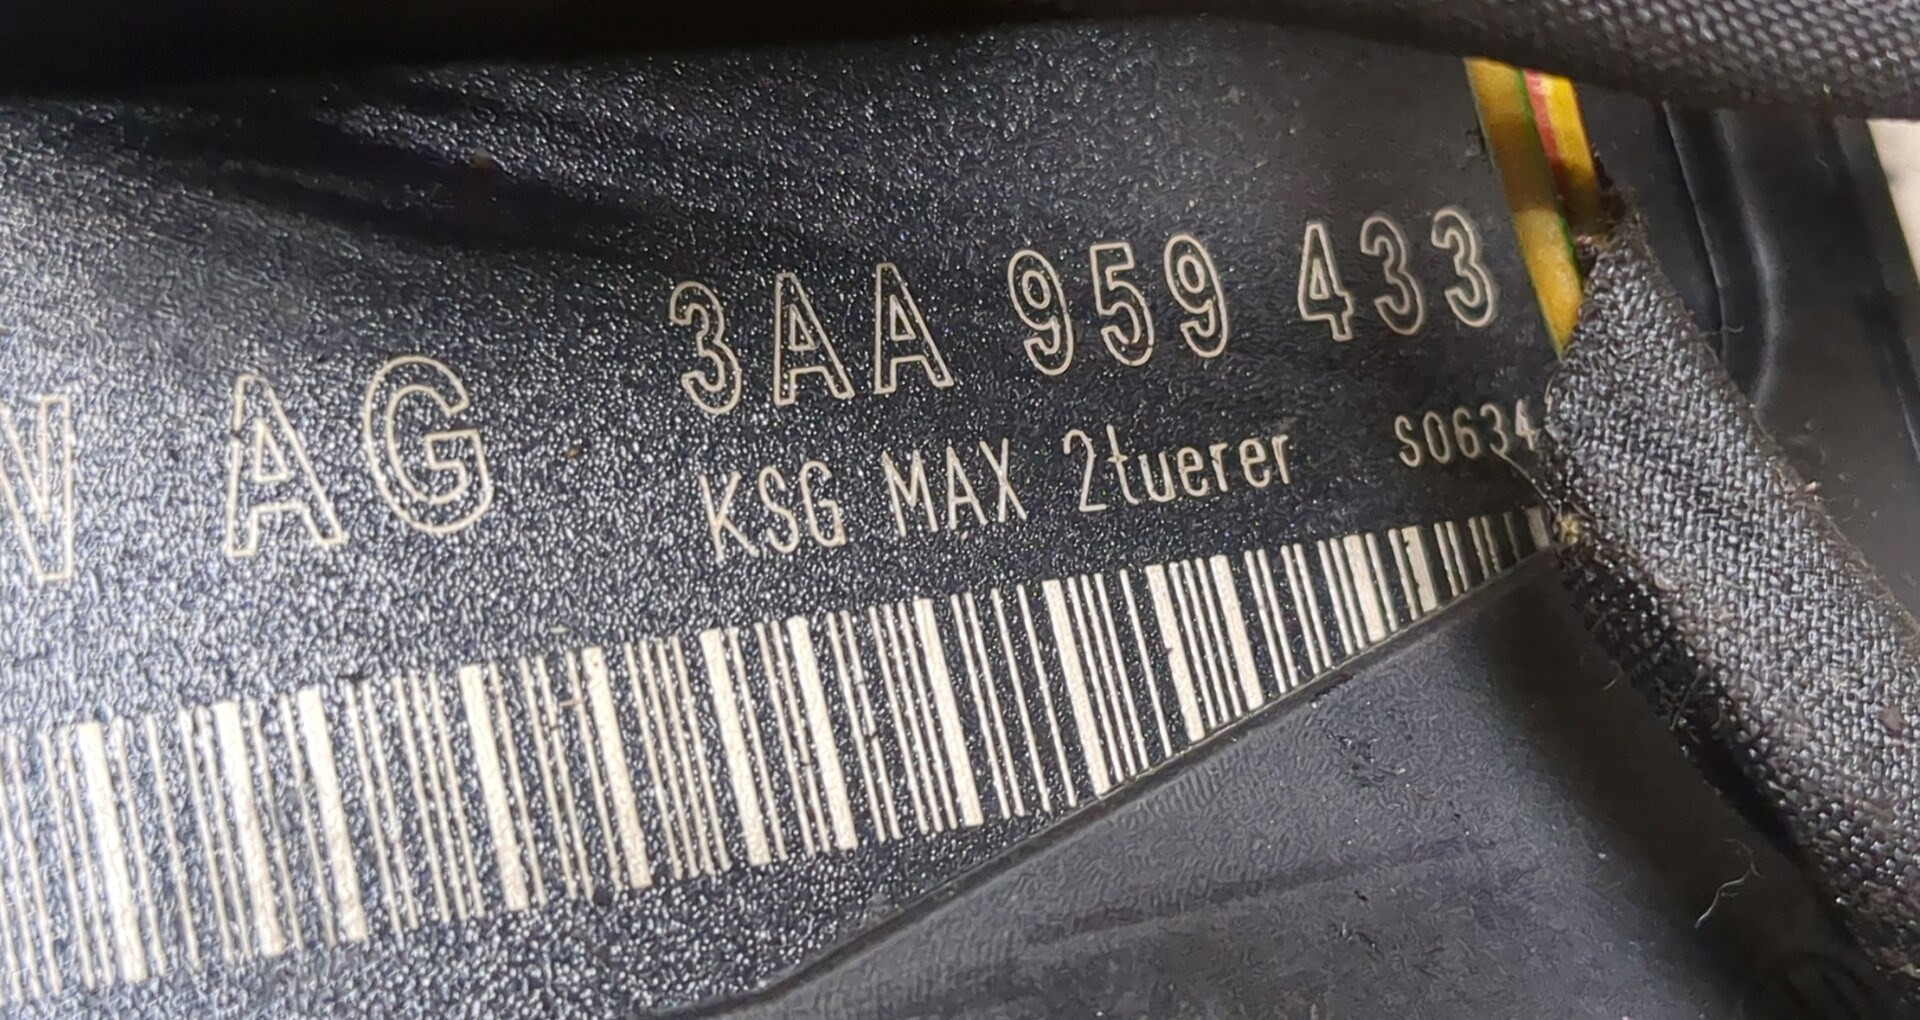 AG 3AA 959 433
KSG MAX 2tuerer S0634